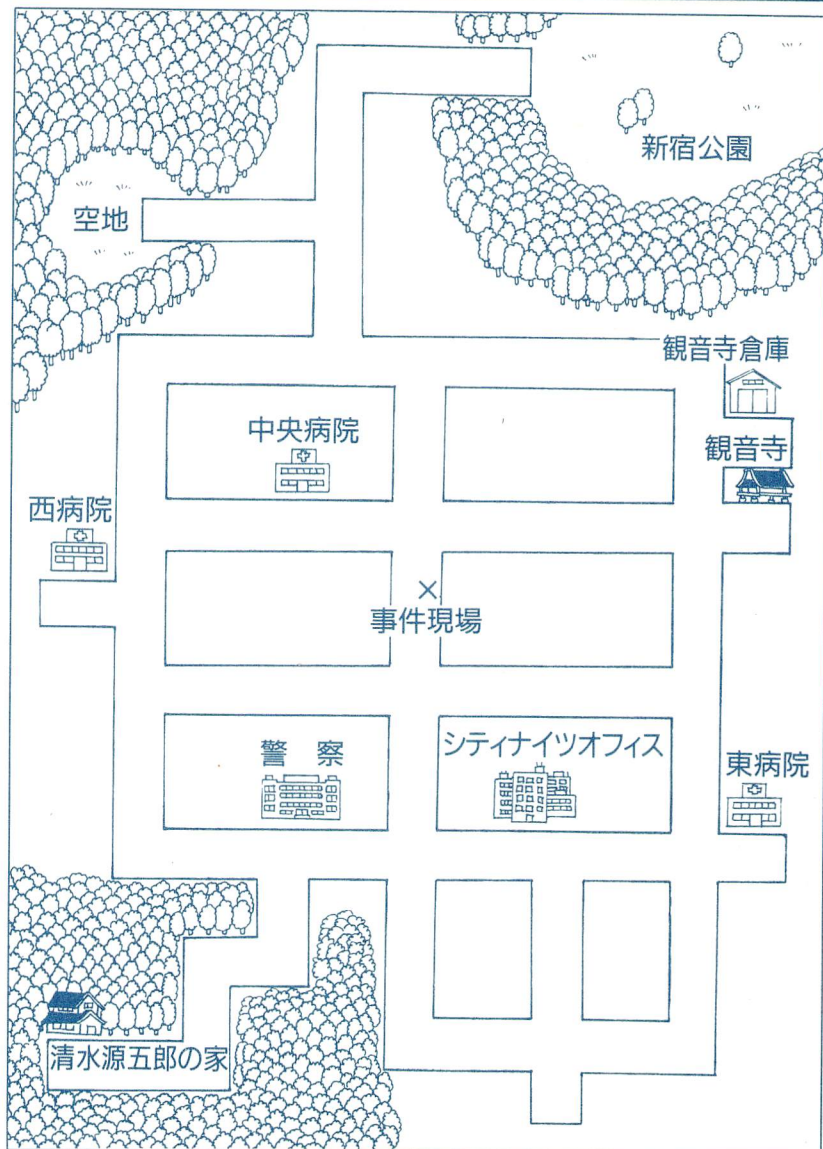 新宿公園
空地
観音寺倉庫
中央病院
観音寺
西病院
×
事件現場
警 察
シティナイツオフィス
東病院
清水源五郎の家